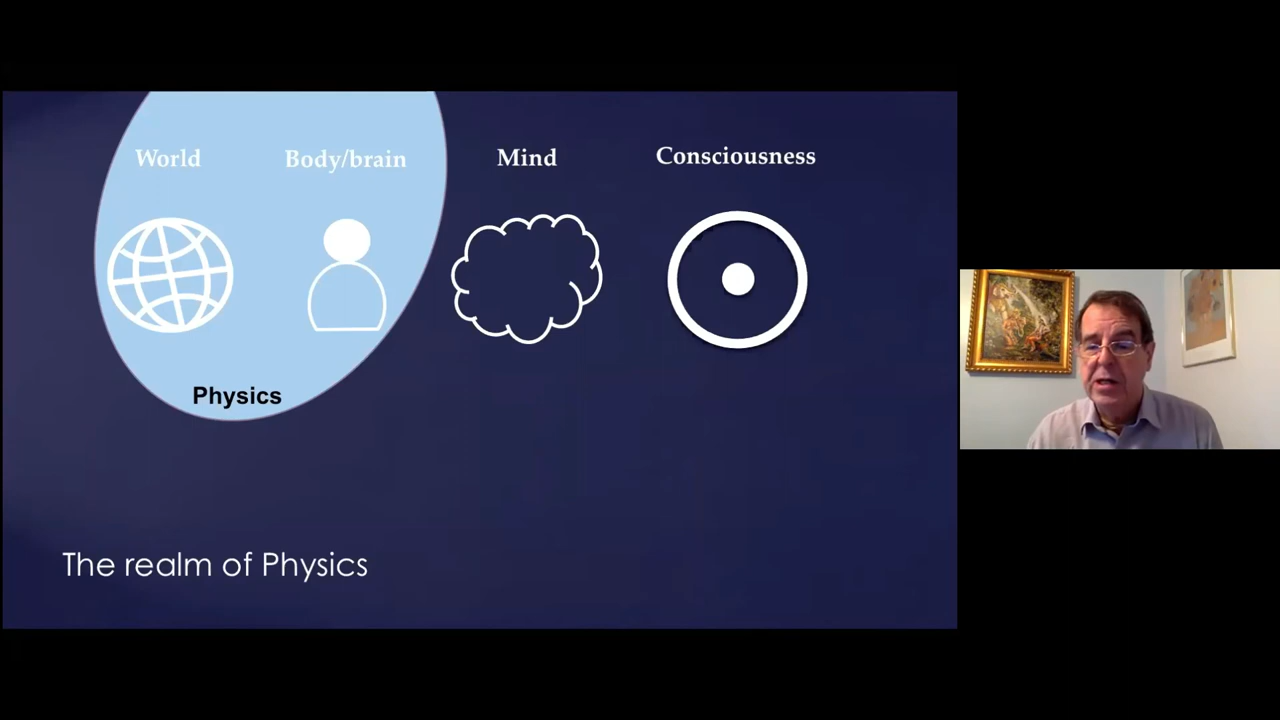 World
Body/brain
Mind
Consciousness
Physics
The realm of Physics